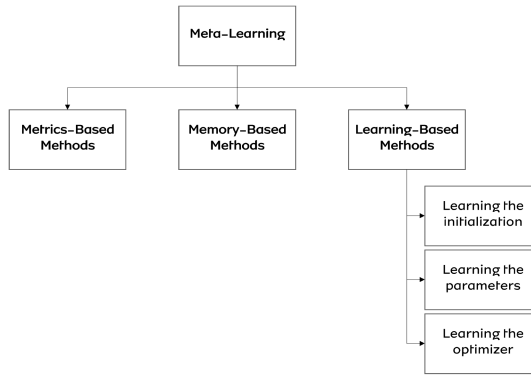 Meta-Learning
Metrics-Based
Methods
Memory-Based
Methods
Learning-Based
Methods
Learning the
initialization
Learning the
parameters
Learning the
optimizer